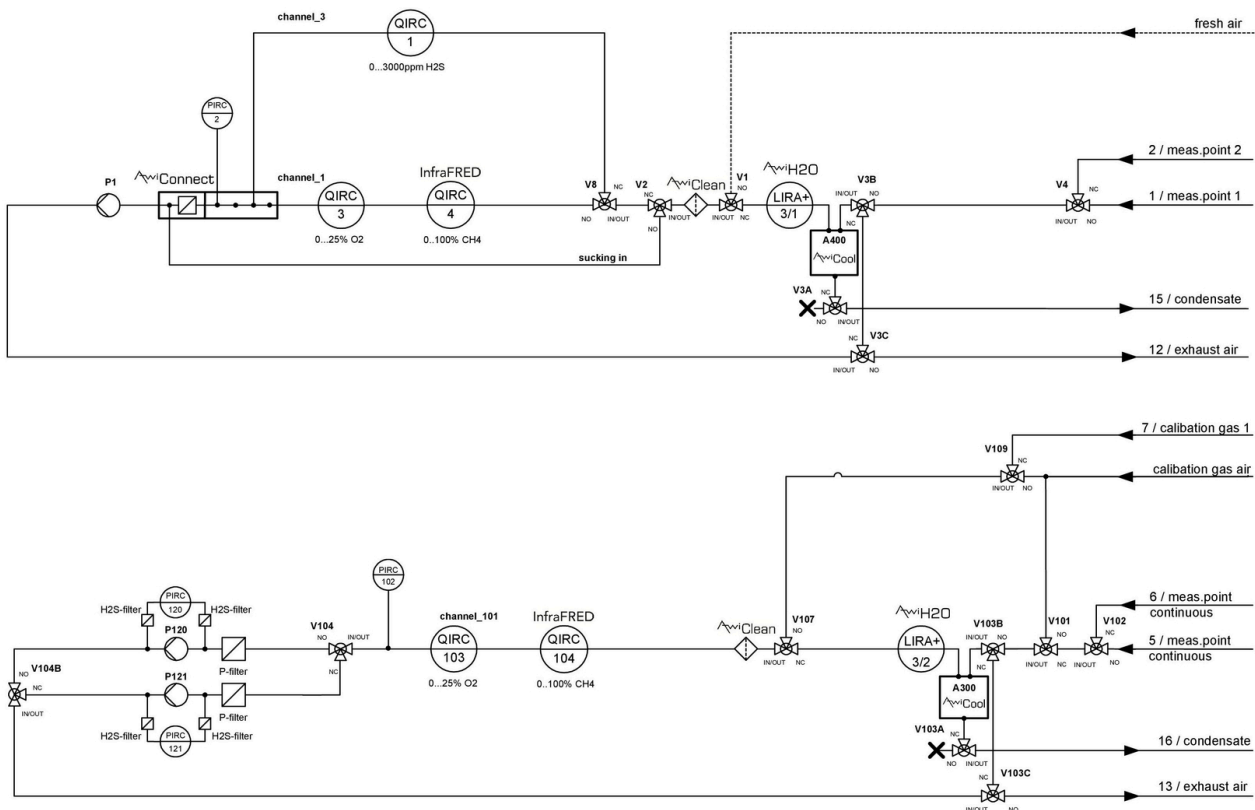 channel_3
QIRC
1
0...3000ppm H2S
fresh air
PIRC
2
2 / meas.point 2
1 / meas.point 1
P1
AwiConnect
channel_1
QIRC
3
0...25% O2
InfraFRED
QIRC
4
0...100% CH4
V8
NC
NO
IN/OUT
V2
NC
IN/OUT
NO
AwiClean
V1
NO
IN/OUT
NC
AwiH2O
LIRA+
3/1
V3B
IN/OUT
NO
NC
V4
NC
IN/OUT
NO
sucking in
A400
AwiCool
V3A
NC
NO
IN/OUT
15 / condensate
V3C
NC
IN/OUT
NO
12 / exhaust air
7 / calibation gas 1
V109
NC
IN/OUT
NO
calibation gas air
PIRC
102
6 / meas.point
continuous
5 / meas.point
continuous
H2S-filter
PIRC
120
H2S-filter
P120
P-filter
V104
NO
IN/OUT
NC
channel_101
QIRC
103
0...25% O2
InfraFRED
QIRC
104
0...100% CH4
AwiClean
V107
NO
IN/OUT
NC
AwiH2O
LIRA+
3/2
V103B
IN/OUT
NO
NC
V101
NO
IN/OUT
NC
V102
NC
IN/OUT
NO
V104B
NO
NC
IN/OUT
P121
P-filter
H2S-filter
PIRC
121
H2S-filter
A300
AwiCool
V103A
NC
NO
IN/OUT
16 / condensate
V103C
NC
IN/OUT
NO
13 / exhaust air